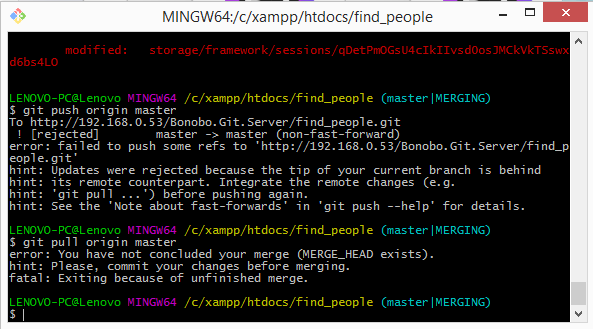 MINGW64:/c/xampp/htdocs/find_people
modified: storage/framework/sessions/qDetPmOGsU4cIkIIvsdOosJMCkVkTSswx
d6bs4L0
LENOVO-PC@Lenovo MINGW64 /c/xampp/htdocs/find_people (master|MERGING)
$ git push origin master
To http://192.168.0.53/Bonobo.Git.Server/find_people.git
! [rejected] master -> master (non-fast-forward)
error: failed to push some refs to 'http://192.168.0.53/Bonobo.Git.Server/find_p
eople.git'
hint: Updates were rejected because the tip of your current branch is behind
hint: its remote counterpart. Integrate the remote changes (e.g.
hint: 'git pull ...') before pushing again.
hint: See the 'Note about fast-forwards' in 'git push --help' for details.
LENOVO-PC@Lenovo MINGW64 /c/xampp/htdocs/find_people (master|MERGING)
$ git pull origin master
error: You have not concluded your merge (MERGE_HEAD exists).
hint: Please, commit your changes before merging.
fatal: Exiting because of unfinished merge.
LENOVO-PC@Lenovo MINGW64 /c/xampp/htdocs/find_people (master|MERGING)
$